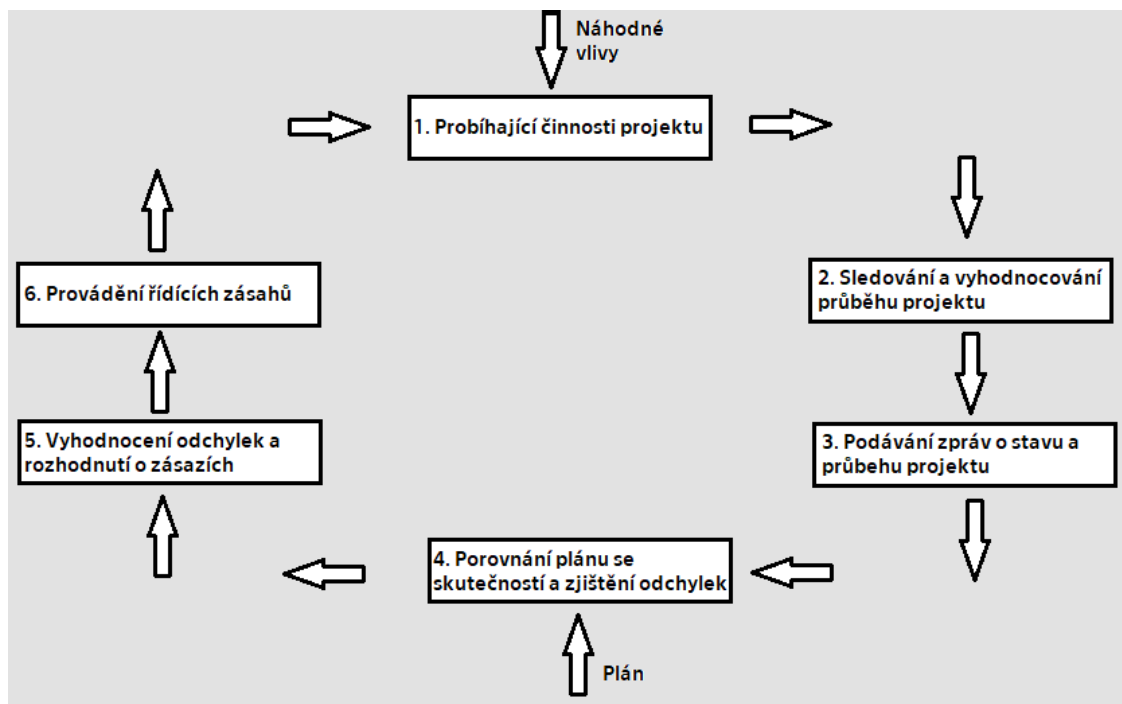 Náhodné
vlivy
1. Probíhající činnosti projektu
2. Sledování a vyhodnocování
průběhu projektu
3. Podávání zpráv o stavu a
průbehu projektu
4. Porovnání plánu se
skutečností a zjištění odchylek
Plán
5. Vyhodnocení odchylek a
rozhodnutí o zásazích
6. Provádění řídících zásahů